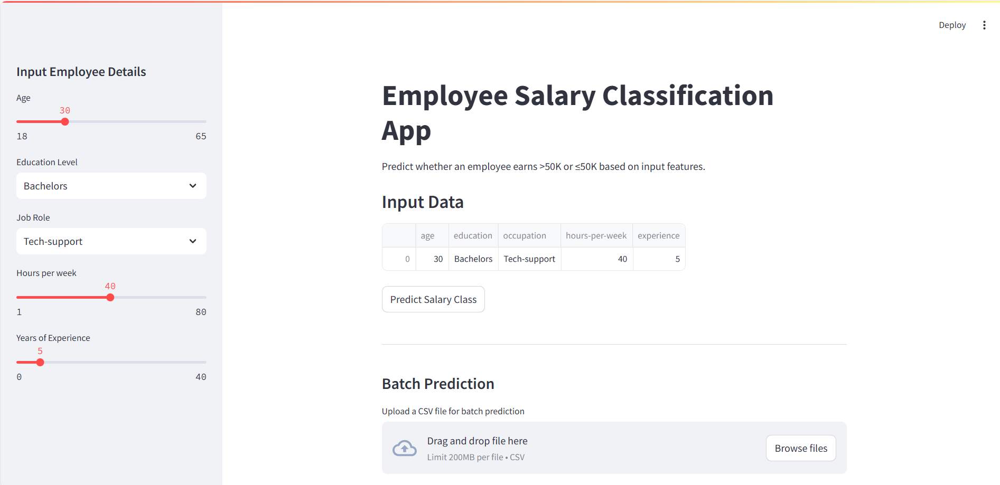 Deploy
Input Employee Details
Age
30
18 65
Education Level
Bachelors
Job Role
Tech-support
Hours per week
40
1 80
Years of Experience
5
0 40
Employee Salary Classification
App
Predict whether an employee earns >50K or ≤50K based on input features.
Input Data
age education occupation hours-per-week experience
0 30 Bachelors Tech-support 40 5
Predict Salary Class
Batch Prediction
Upload a CSV file for batch prediction
Drag and drop file here
Limit 200MB per file • CSV
Browse files